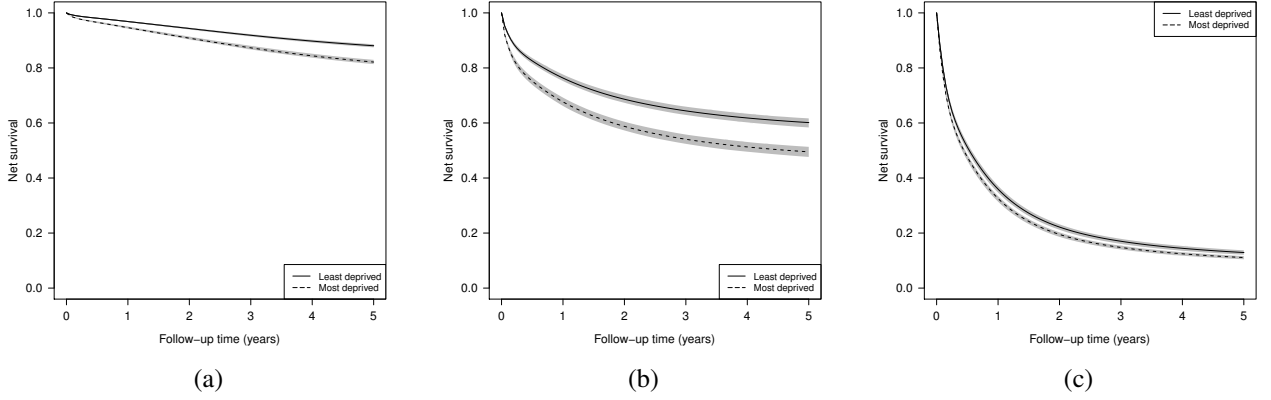 1.0
0.8
0.6
0.4
0.2
0.0
Net survival
0 1 2 3 4 5
Follow−up time (years)
Least deprived
Most deprived
(a)
1.0
0.8
0.6
0.4
0.2
0.0
Net survival
0 1 2 3 4 5
Follow−up time (years)
Least deprived
Most deprived
(b)
1.0
0.8
0.6
0.4
0.2
0.0
Net survival
0 1 2 3 4 5
Follow−up time (years)
Least deprived
Most deprived
(c)